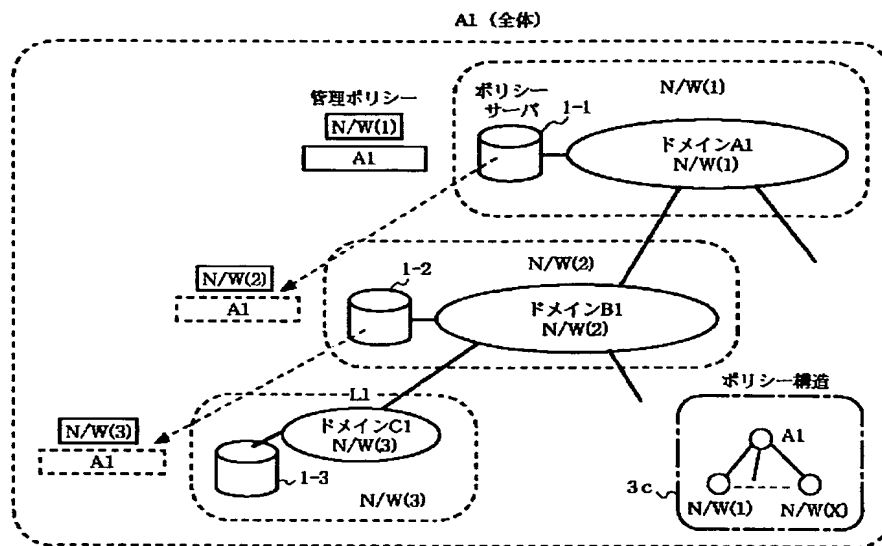 A1 (全体)
管理ポリシー
N/W(1)
A1
ポリシー
サーバ
1-1
N/W(1)
ドメインA1
N/W(1)
N/W(2)
A1
1-2
N/W(2)
ドメインB1
N/W(2)
N/W(3)
A1
L1
ドメインC1
N/W(3)
1-3
N/W(3)
ポリシー構造
A1
3c
N/W(1)
N/W(X)